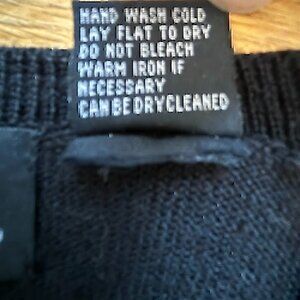 HAND WASH COLD
LAY FLAT TO DRY
DO NOT BLEACH
WARM IRON IF
NECESSARY
CAN BE DRYCLEANED